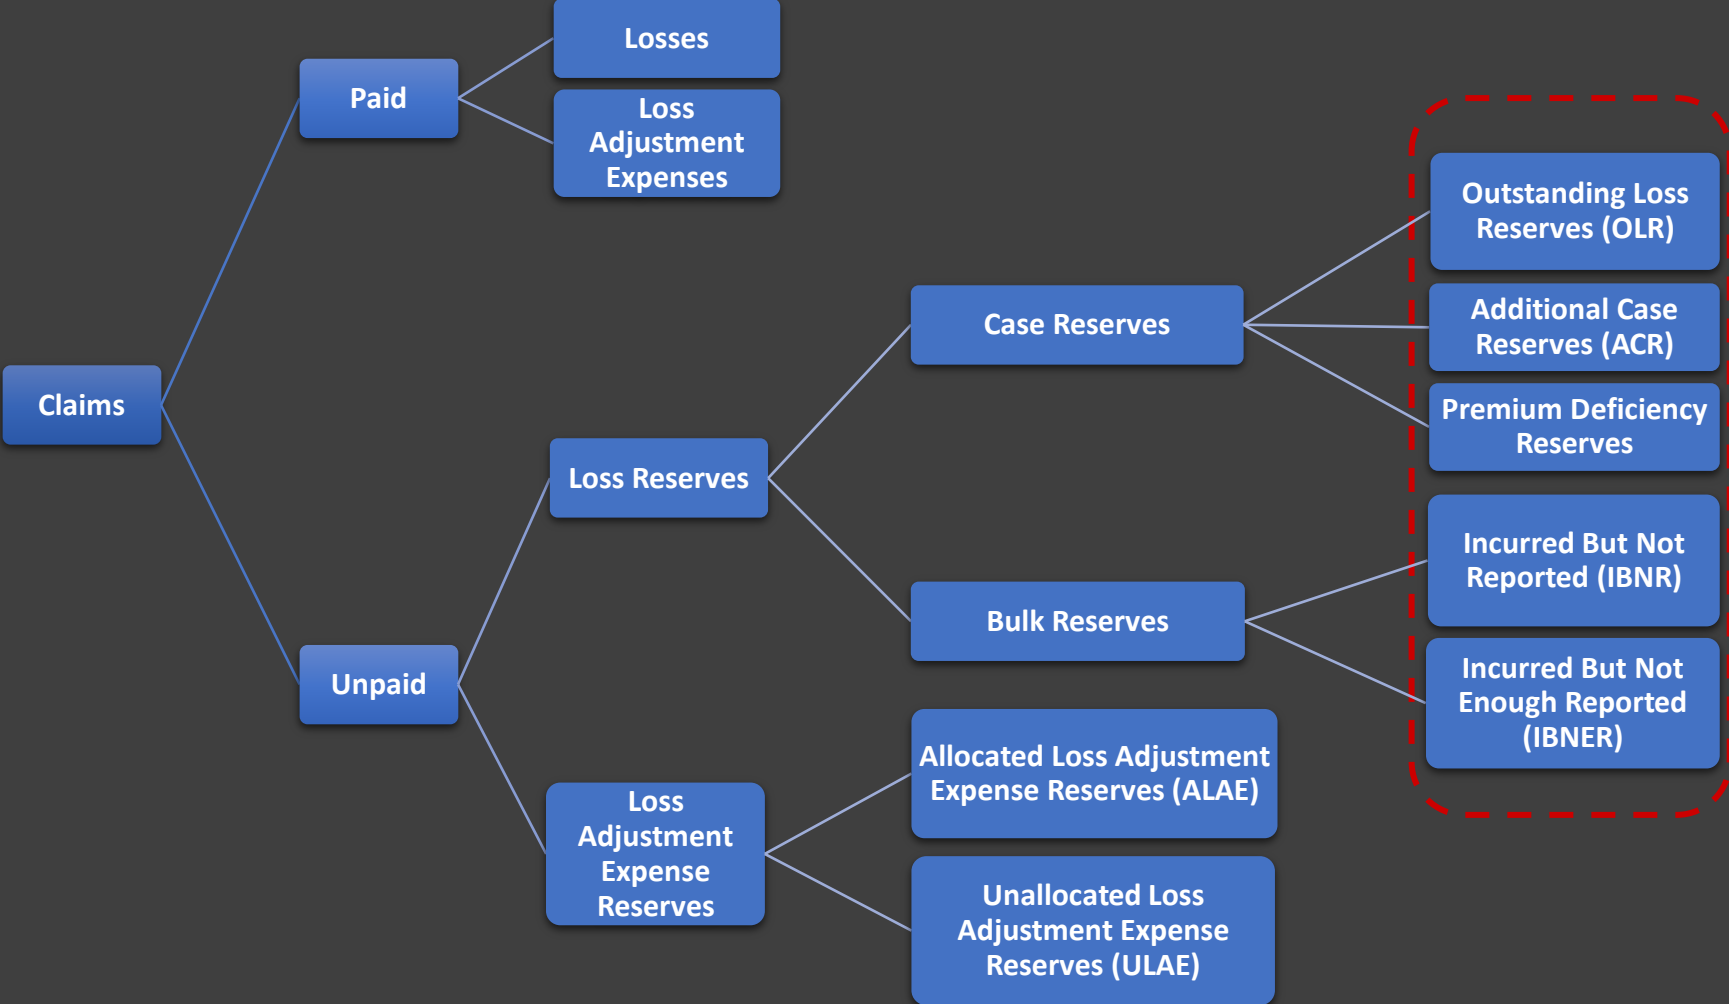 Losses
Paid
Loss
Adjustment
Expenses
Outstanding Loss
Reserves (OLR)
Case Reserves
Additional Case
Reserves (ACR)
Claims
Premium Deficiency
Reserves
Loss Reserves
Incurred But Not
Reported (IBNR)
Bulk Reserves
Unpaid
Incurred But Not
Enough Reported
(IBNER)
Allocated Loss Adjustment
Expense Reserves (ALAE)
Loss
Adjustment
Expense
Reserves
Unallocated Loss
Adjustment Expense
Reserves (ULAE)